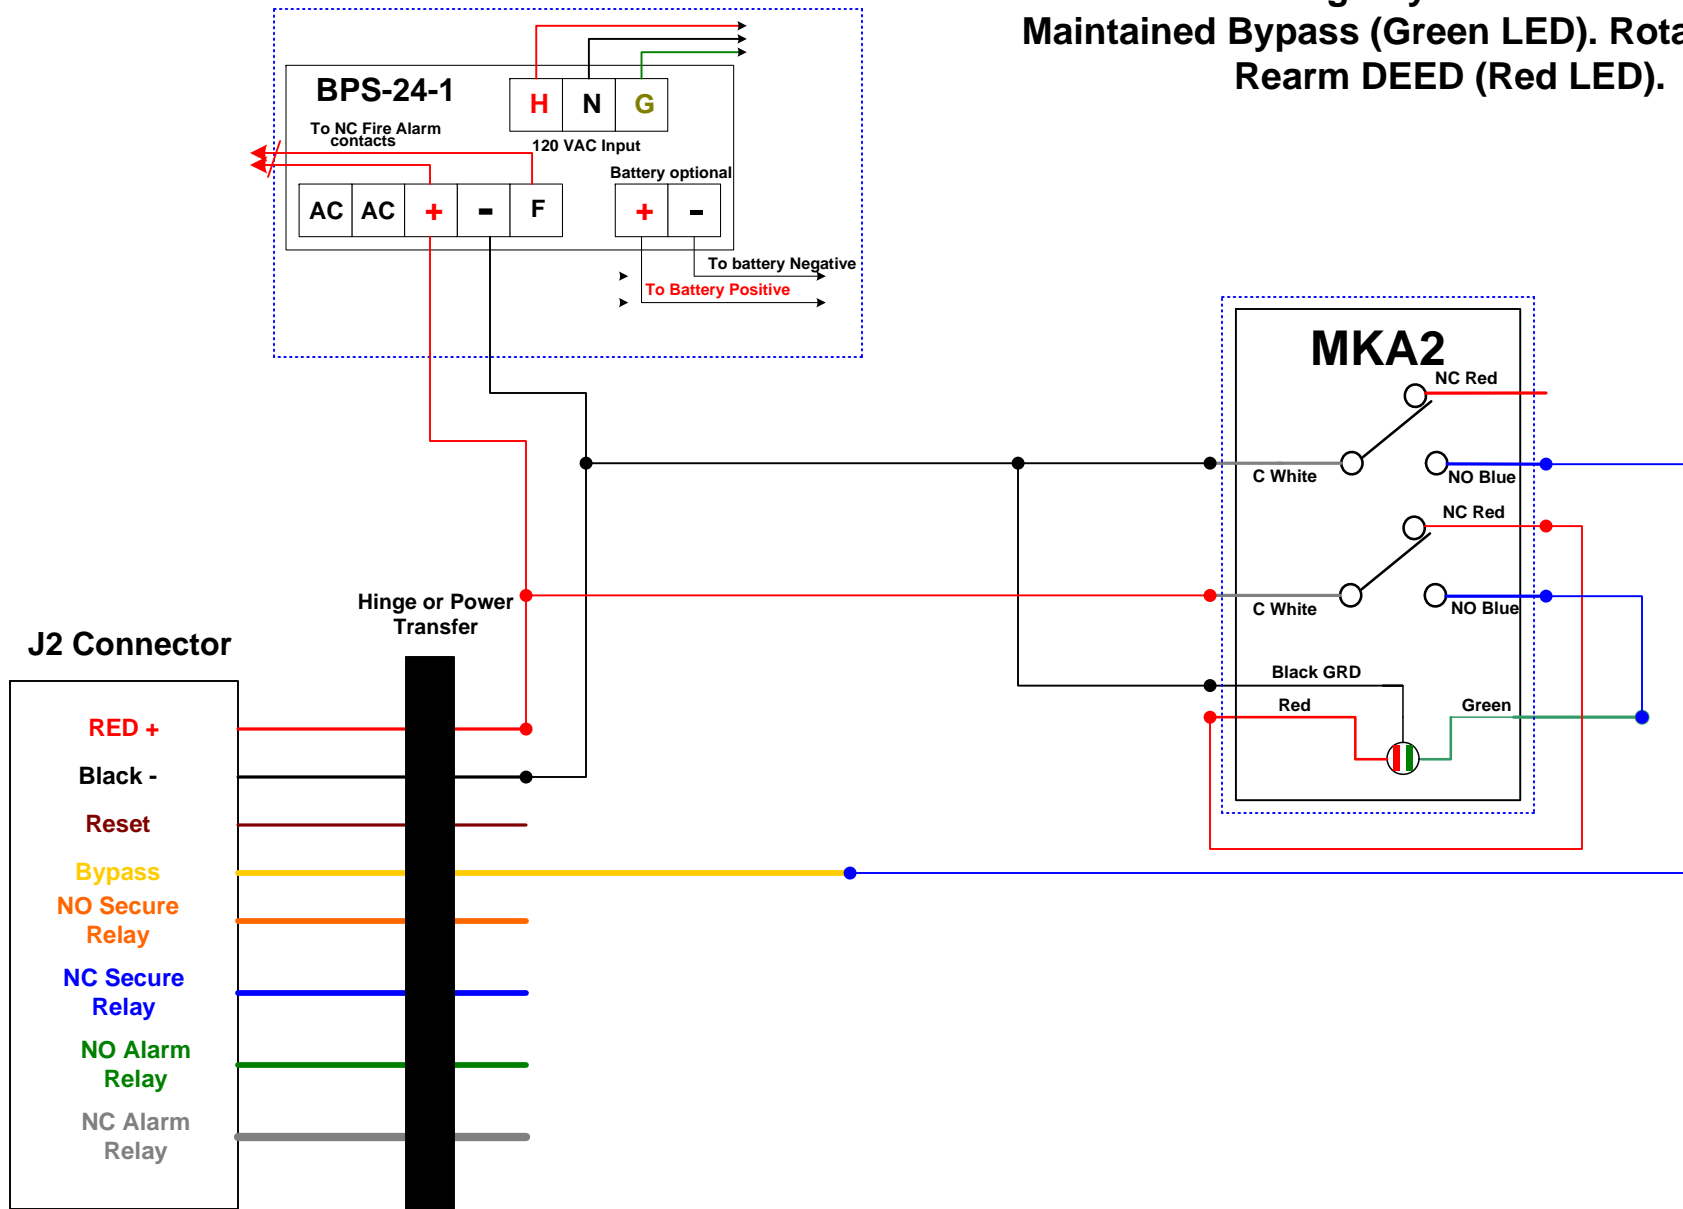 Maintained Bypass (Green LED).
Rearm DEED (Red LED).
BPS-24-1
H N G
To NC Fire Alarm
contacts
120 VAC Input
Battery optional
AC AC + - F
+ -
To battery Negative
To Battery Positive
MKA2
NC Red
C White
NO Blue
NC Red
C White
NO Blue
Black GRD
Red
Green
Hinge or Power
Transfer
J2 Connector
RED +
Black -
Reset
Bypass
NO Secure
Relay
NC Secure
Relay
NO Alarm
Relay
NC Alarm
Relay